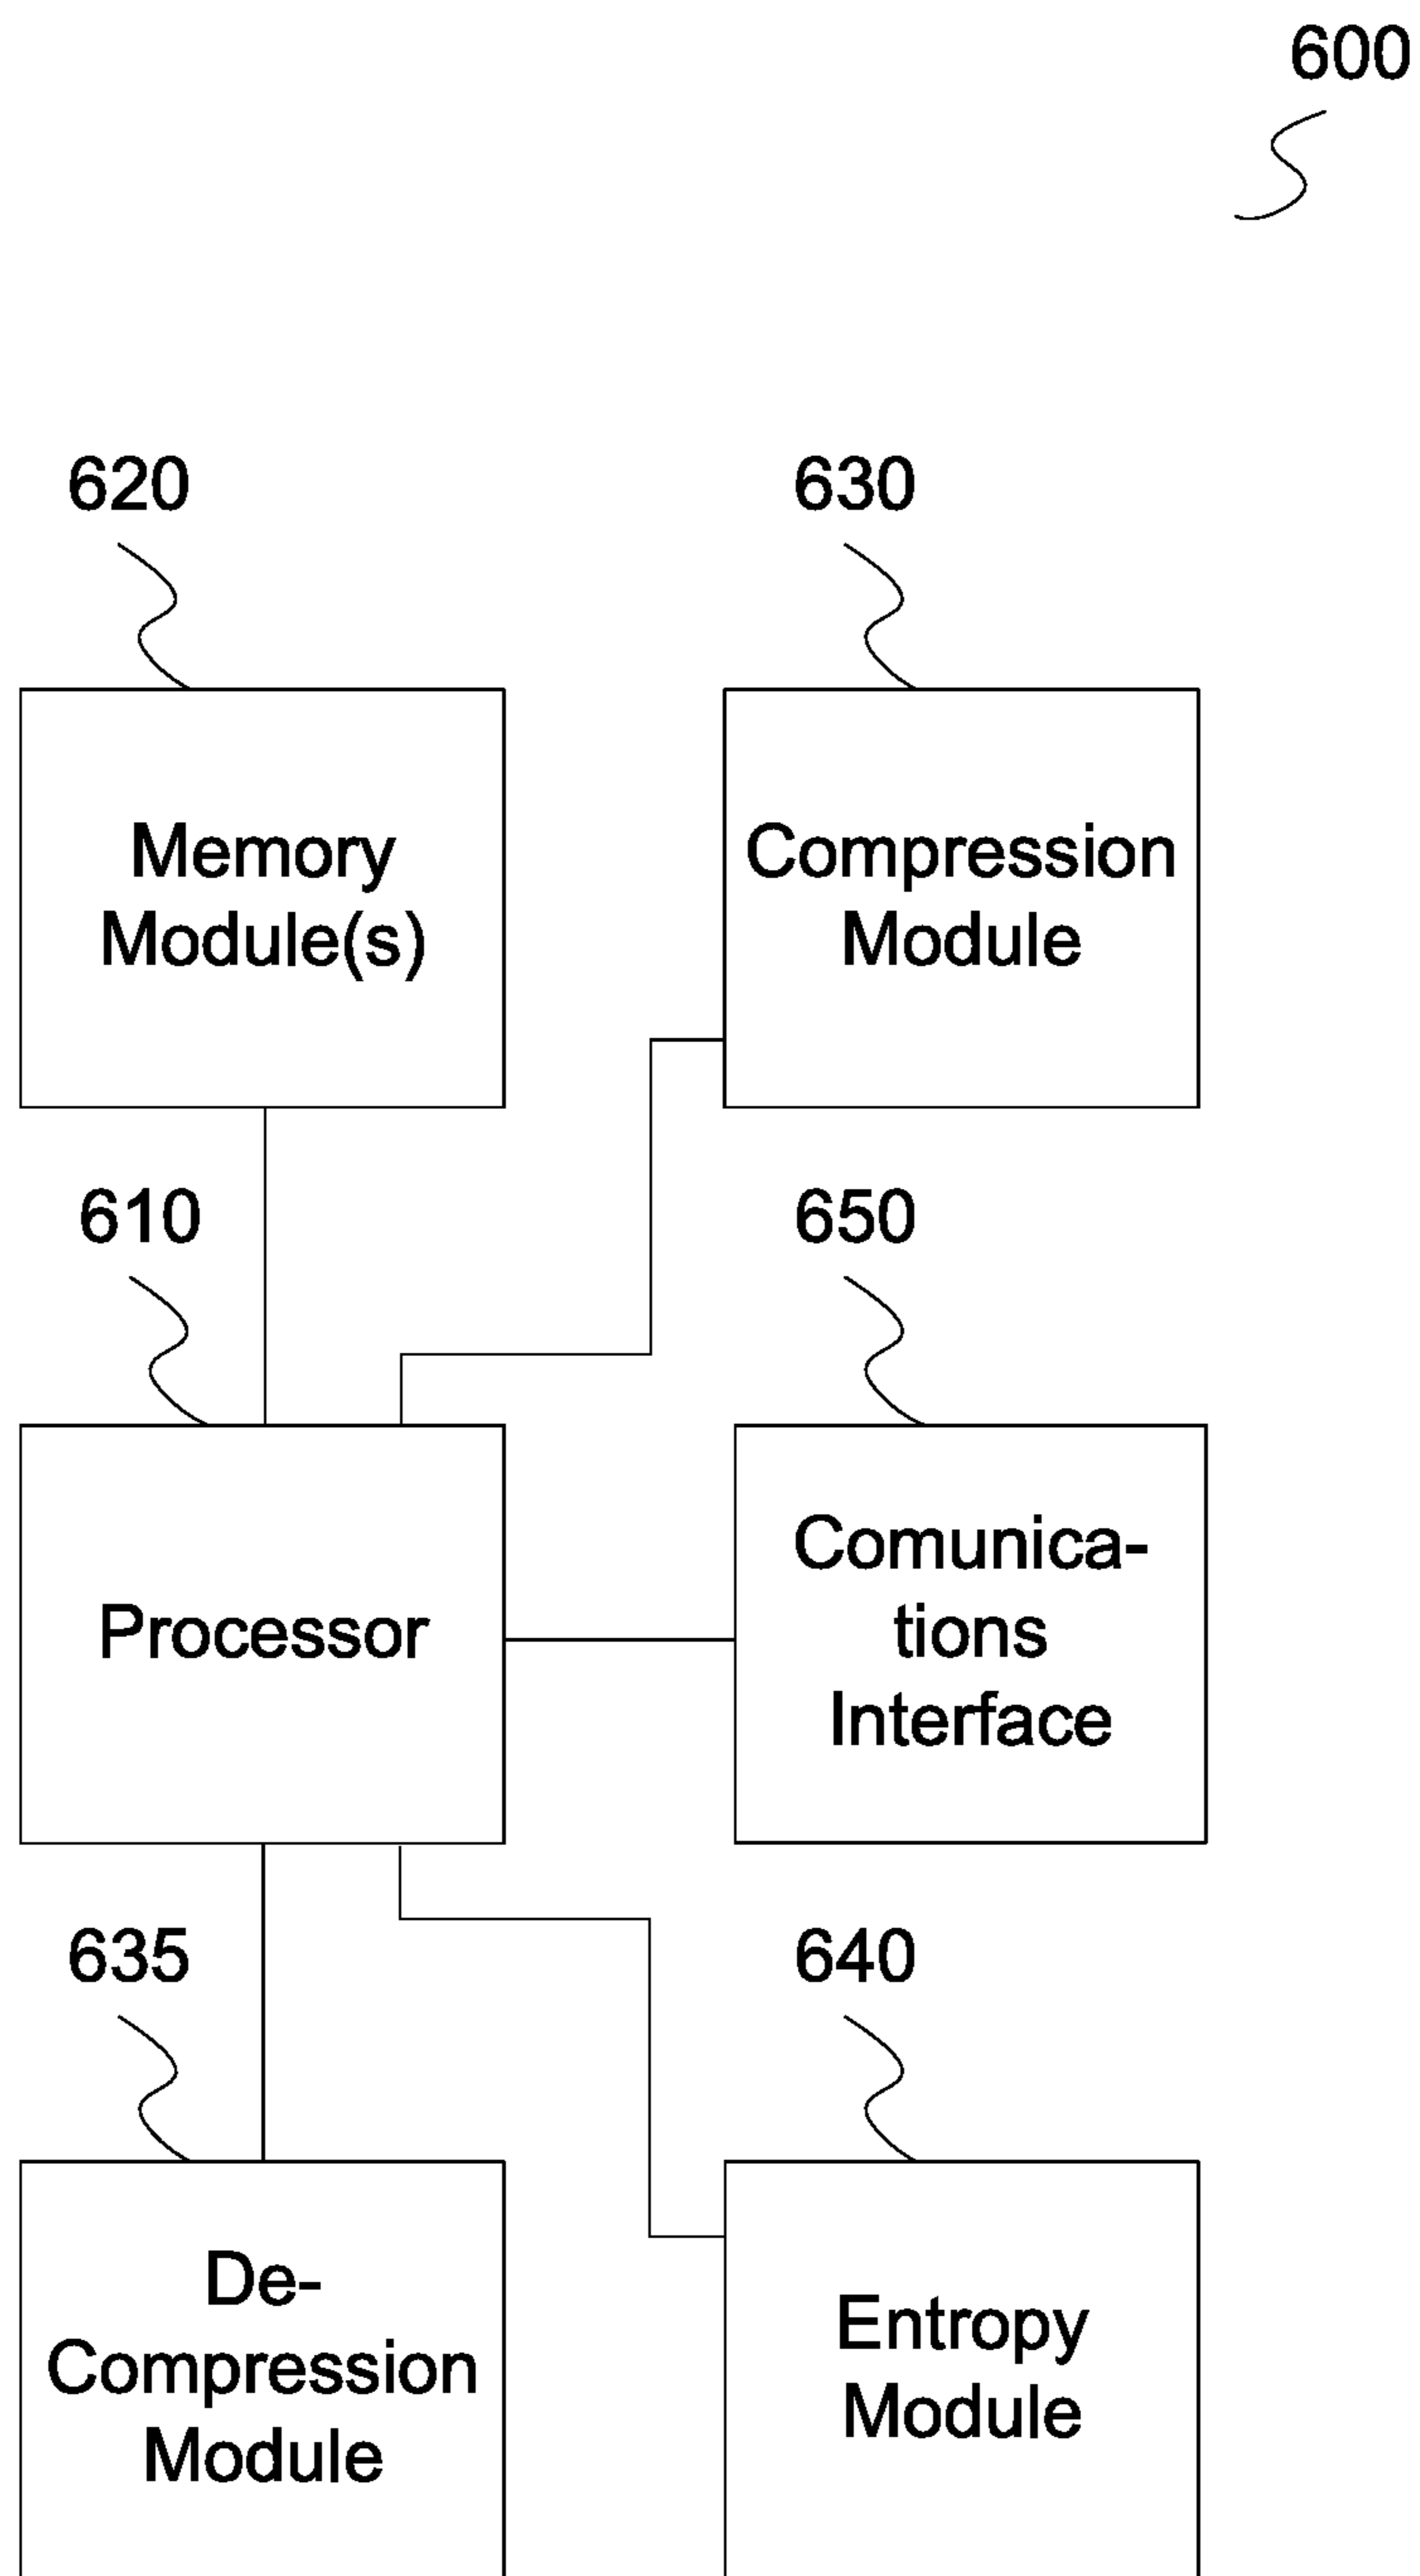 600
620
630
Memory
Module(s)
Compression
Module
610
650
Processor
Comunica-
tions
Interface
635
640
De-
Compression
Module
Entropy
Module